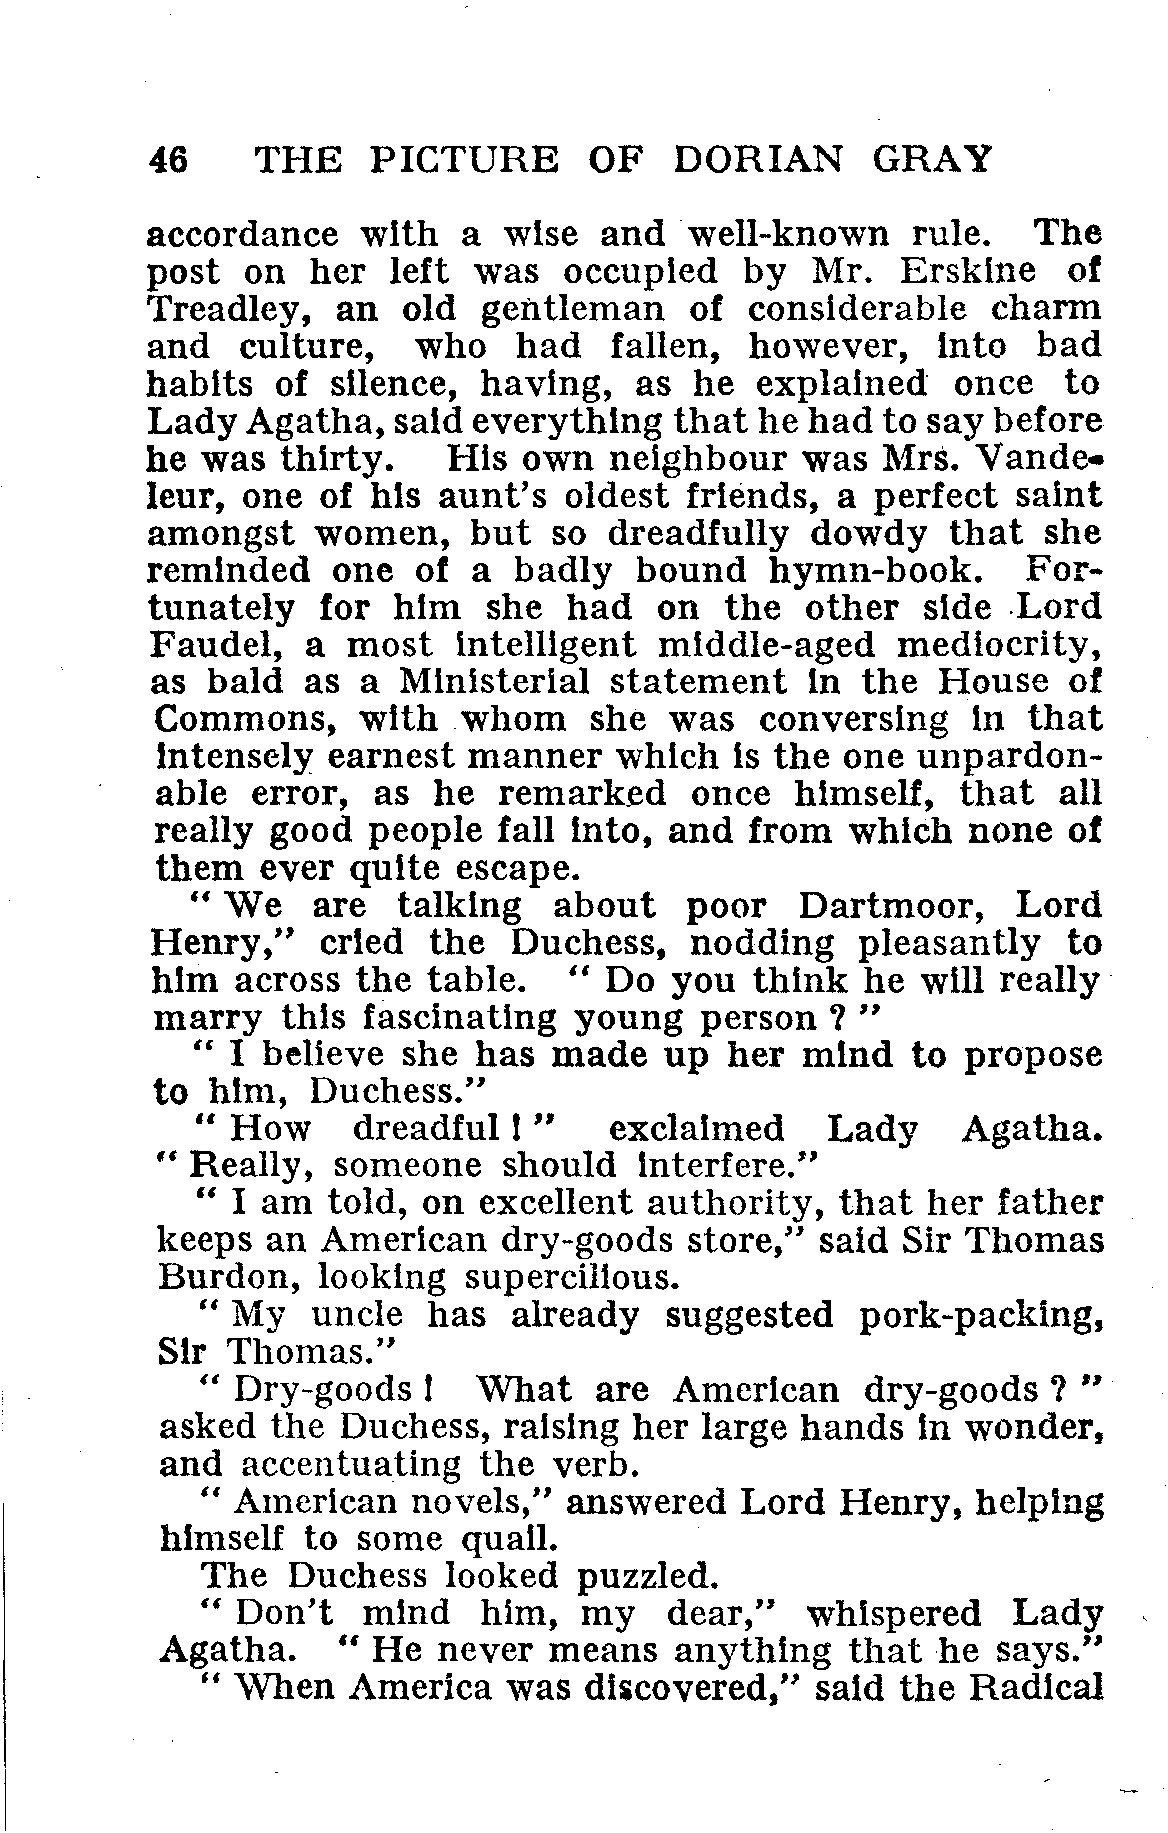 46 THE PICTURE OF DORIAN GRAY
accordance with a wise and well-known rule. The
post on her left was occupied by Mr. Erskine of
Treadley, an old gentleman of considerable charm
and culture, who had fallen, however, into bad
habits of silence, having, as he explained once to
Lady Agatha, said everything that he had to say before
he was thirty. His own neighbour was Mrs. Vande-
leur, one of his aunt's oldest friends, a perfect saint
amongst women, but so dreadfully dowdy that she
reminded one of a badly bound hymn-book. For-
tunately for him she had on the other side Lord
Faudel, a most intelligent middle-aged mediocrity,
as bald as a Ministerial statement in the House of
Commons, with whom she was conversing in that
intensely earnest manner which is the one unpardon-
able error, as he remarked once himself, that all
really good people fall into, and from which none of
them ever quite escape.
" We are talking about poor Dartmoor, Lord
Henry," cried the Duchess, nodding pleasantly to
him across the table. " Do you think he will really
marry this fascinating young person ? "
" I believe she has made up her mind to propose
to him, Duchess."
" How dreadful ! " exclaimed Lady Agatha.
" Really, someone should interfere."
" I am told, on excellent authority, that her father
keeps an American dry-goods store," said Sir Thomas
Burdon, looking supercilious.
" My uncle has already suggested pork-packing,
Sir Thomas."
" Dry-goods ! What are American dry-goods ? "
asked the Duchess, raising her large hands in wonder,
and accentuating the verb.
" American novels," answered Lord Henry, helping
himself to some quail.
The Duchess looked puzzled.
" Don't mind him, my dear," whispered Lady
Agatha. " He never means anything that he says."
" When America was discovered," said the Radical